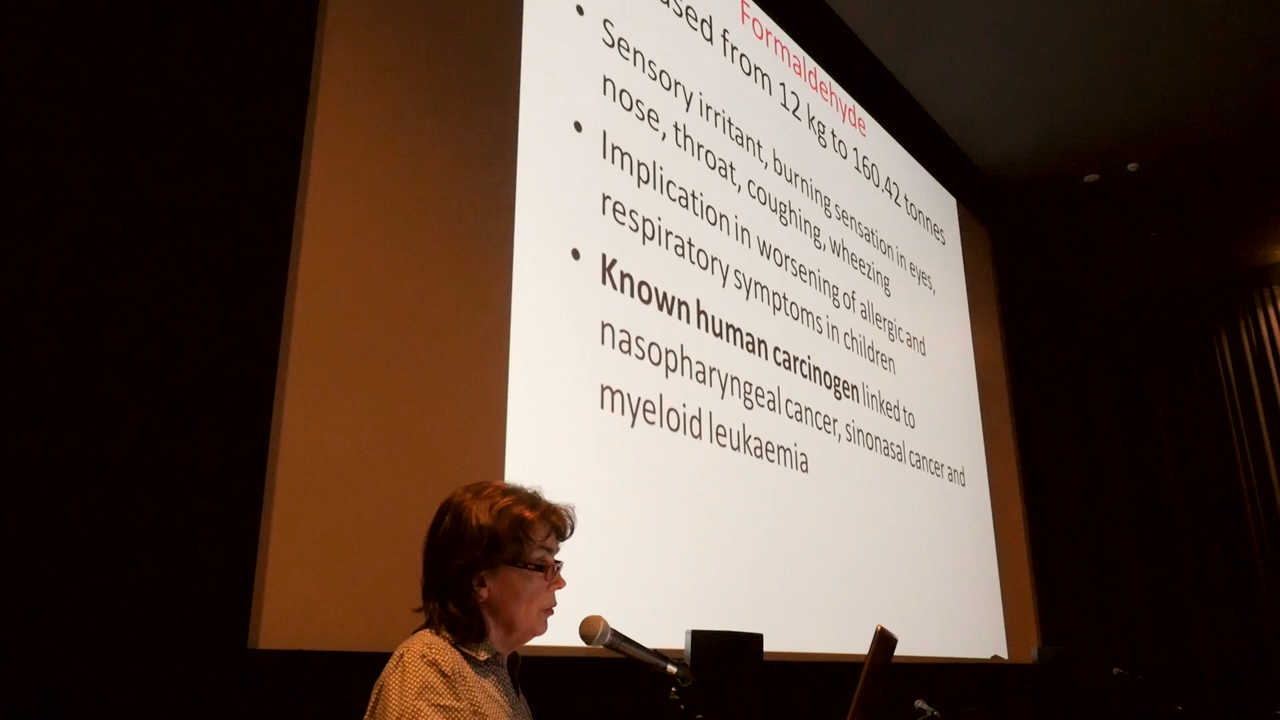 Formaldehyde
ased from 12 kg to 160.42 tonnes
• Sensory irritant, burning sensation in eyes,
nose, throat, coughing, wheezing
• Implication in worsening of allergic and
respiratory symptoms in children
• Known human carcinogen linked to
nasopharyngeal cancer, sinonasal cancer and
myeloid leukaemia